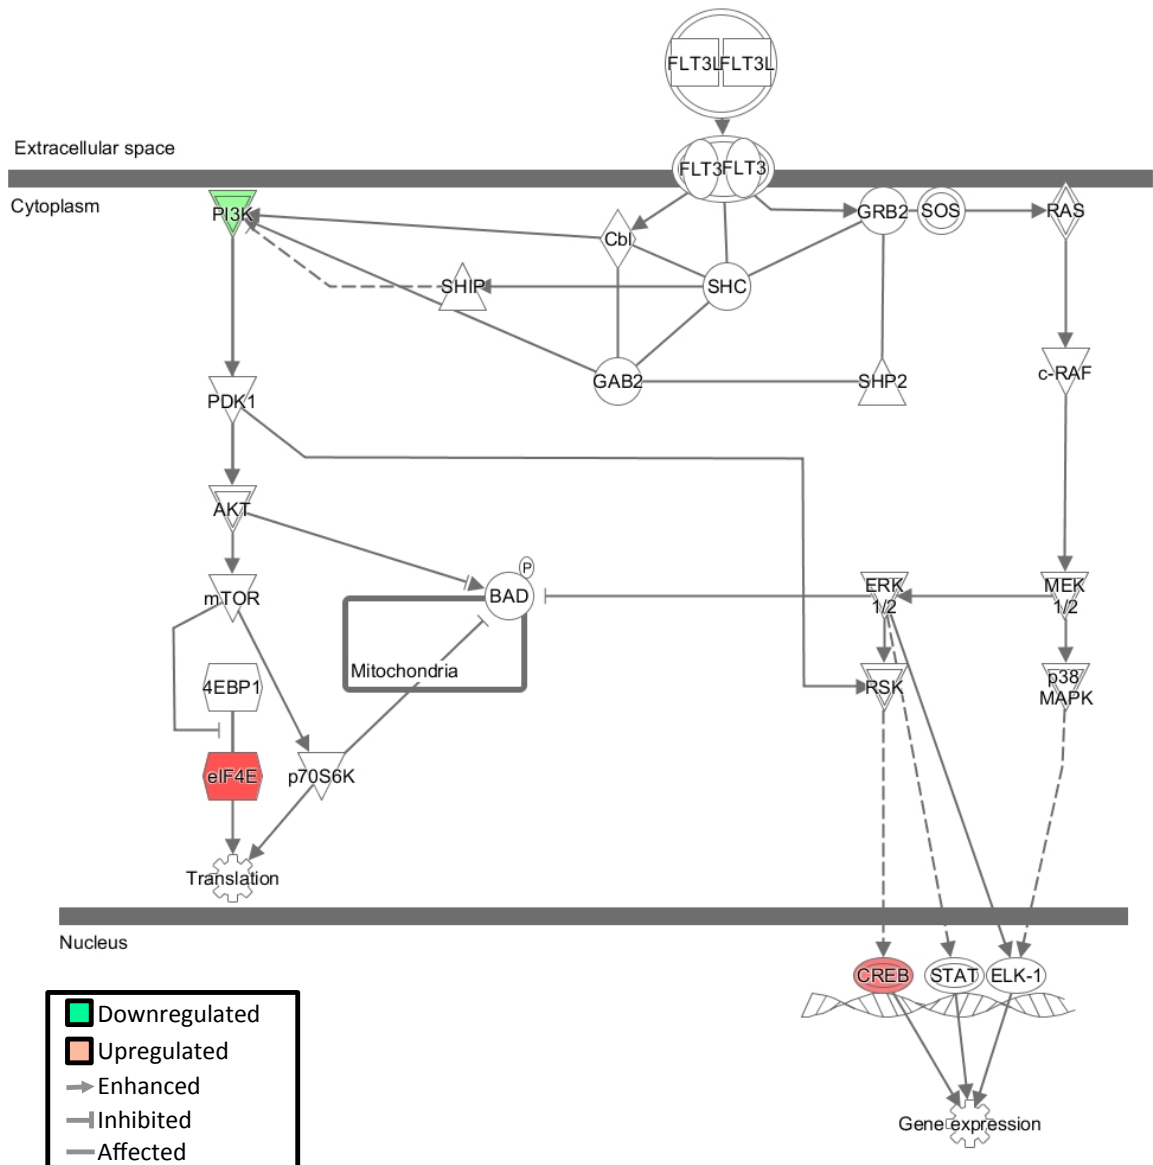 FLT3L FLT3L
Extracellular space
FLT3 FLT3
Cytoplasm
PI3K
GRB2
SOS
RAS
Cbl
SHIP
SHC
c-RAF
GAB2
SHP2
PDK1
AKT
P
mTOR
BAD
ERK
1/2
MEK
1/2
Mitochondria
4EBP1
RSK
p38
MAPK
eIF4E
p70S6K
Translation
Nucleus
CREB
STAT
ELK-1
Downregulated
Upregulated
Enhanced
Inhibited
Affected
Gene expression